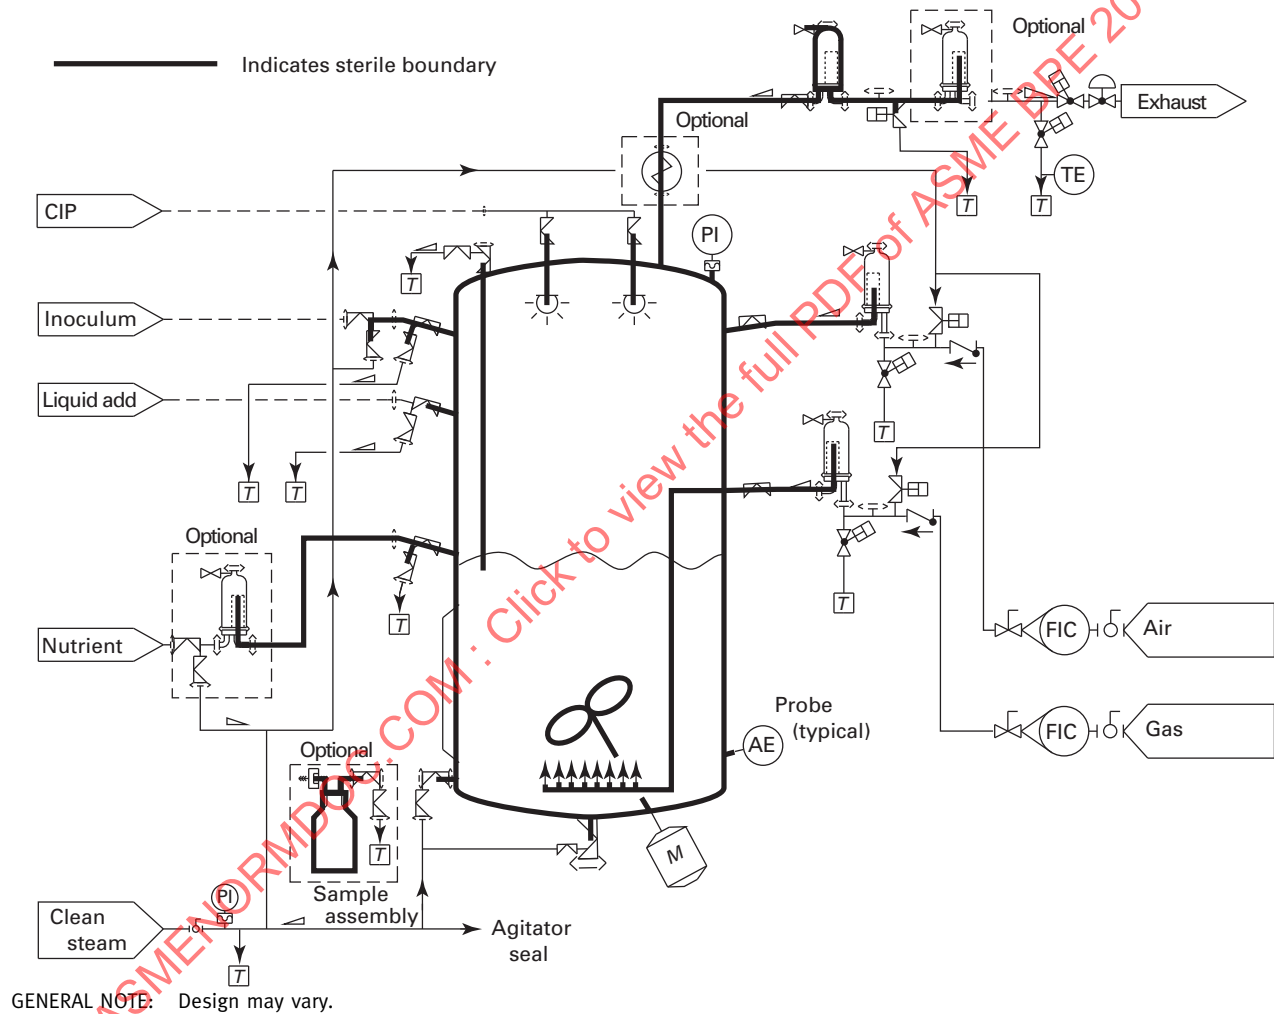 Indicates sterile boundary
Optional
Exhaust
Optional
TE
T
T
CIP
PI
T
Inoculum
Liquid add
T
T
T
Optional
T
T
Nutrient
FIC
Air
Probe
(typical)
AE
FIC
Gas
Optional
T
M
Sample
assembly
PI
Clean
steam
Agitator
seal
T
GENERAL NOTE: Design may vary.
ASMENORMDOC.COM : Click to view the full PDF of ASME BPE 20